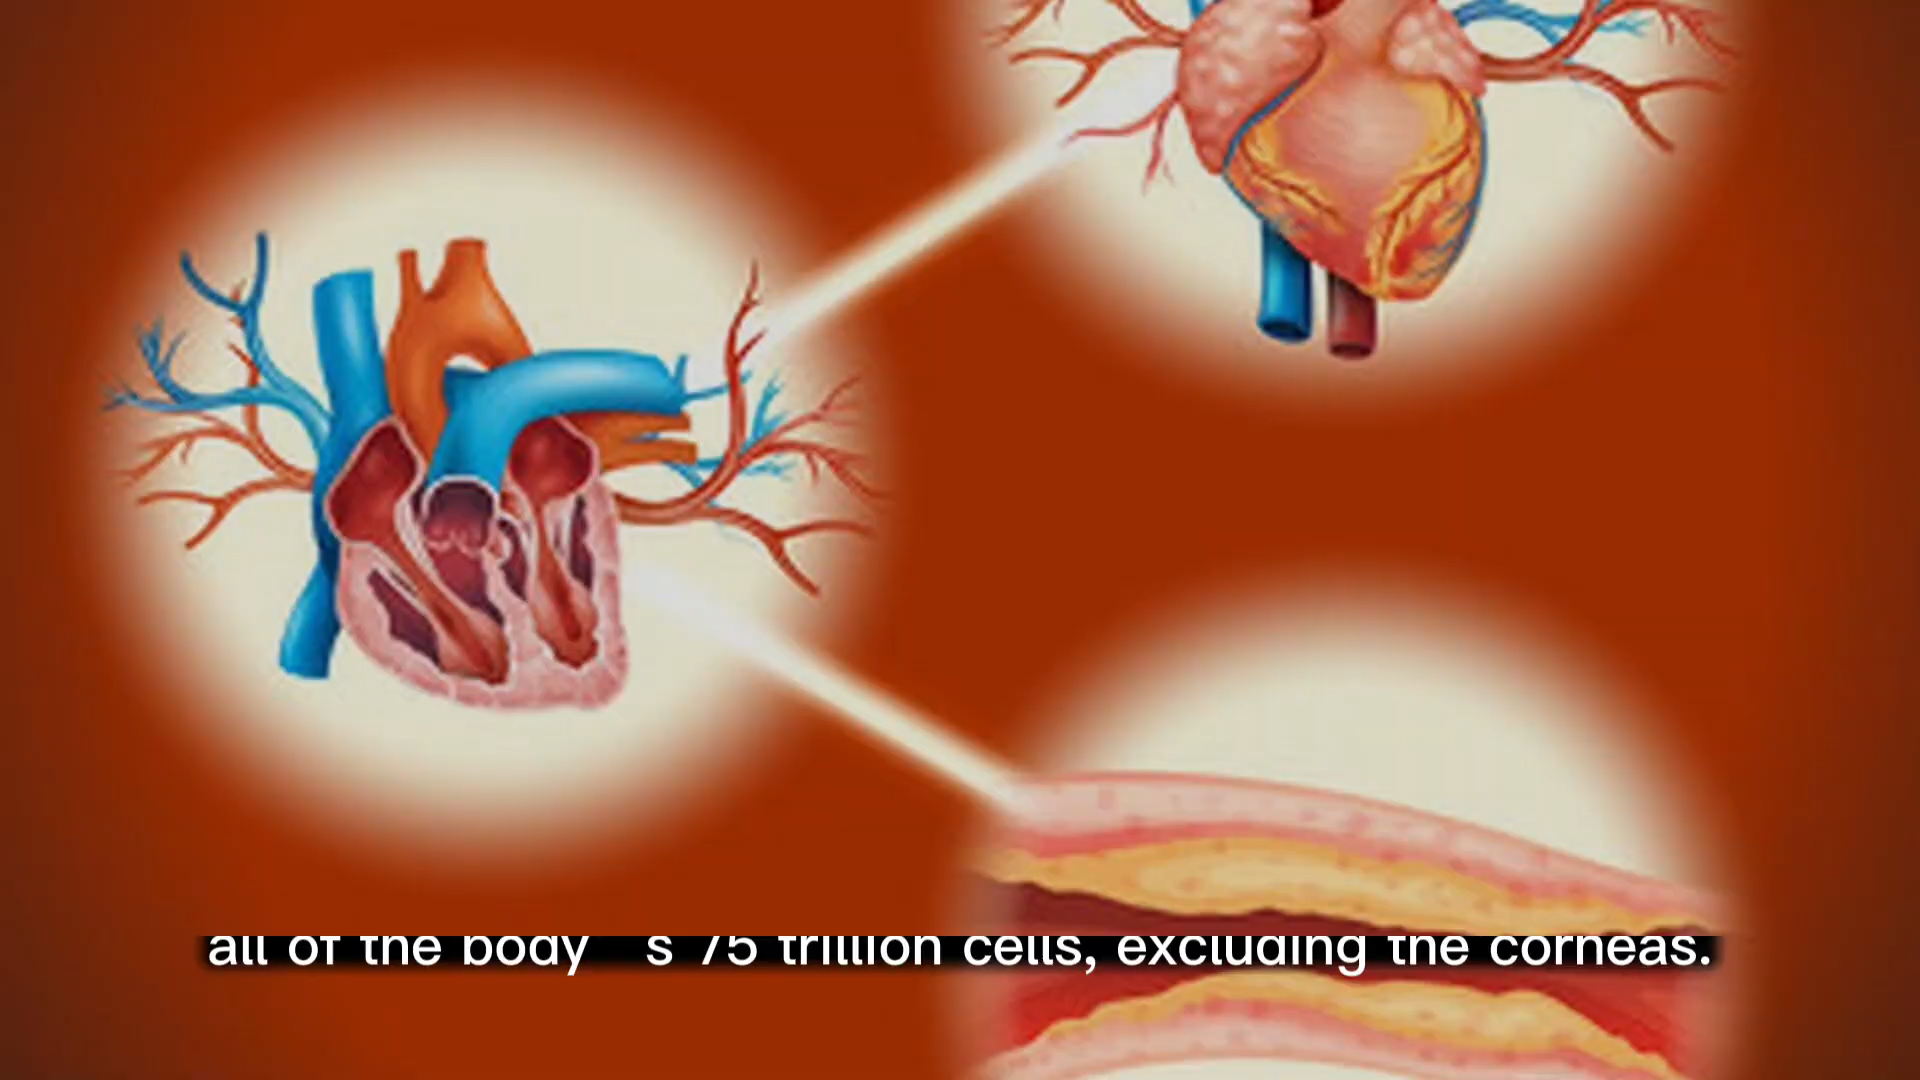 all of the body s 75 trillion cells, excluding the corneas.